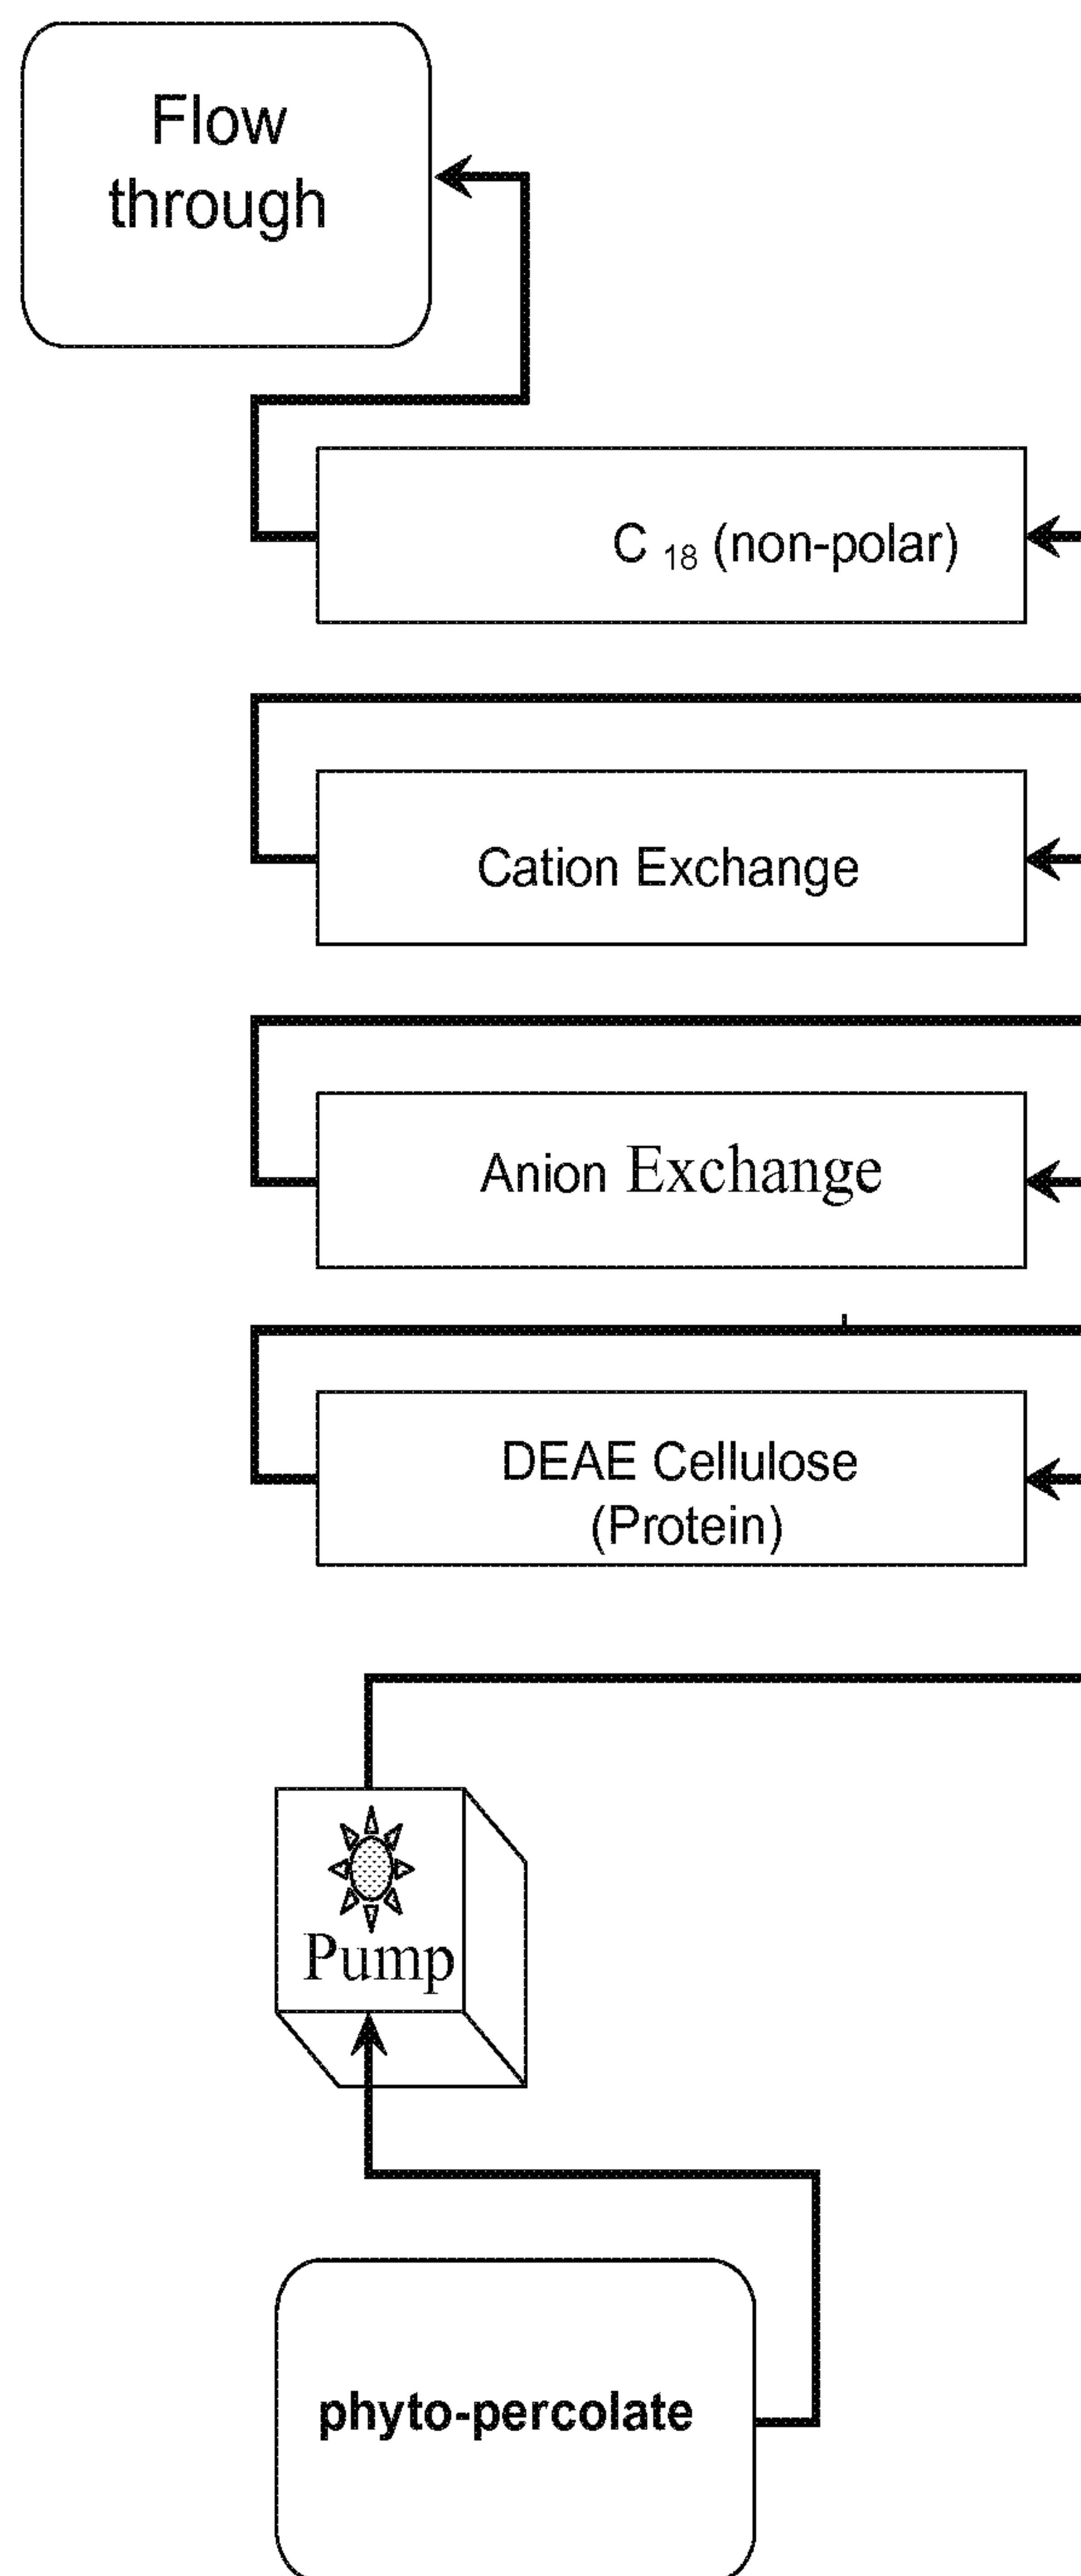 Flow
through
C 18 (non-polar)
Cation Exchange
Anion Exchange
DEAE Cellulose
(Protein)
Pump
phyto-percolate